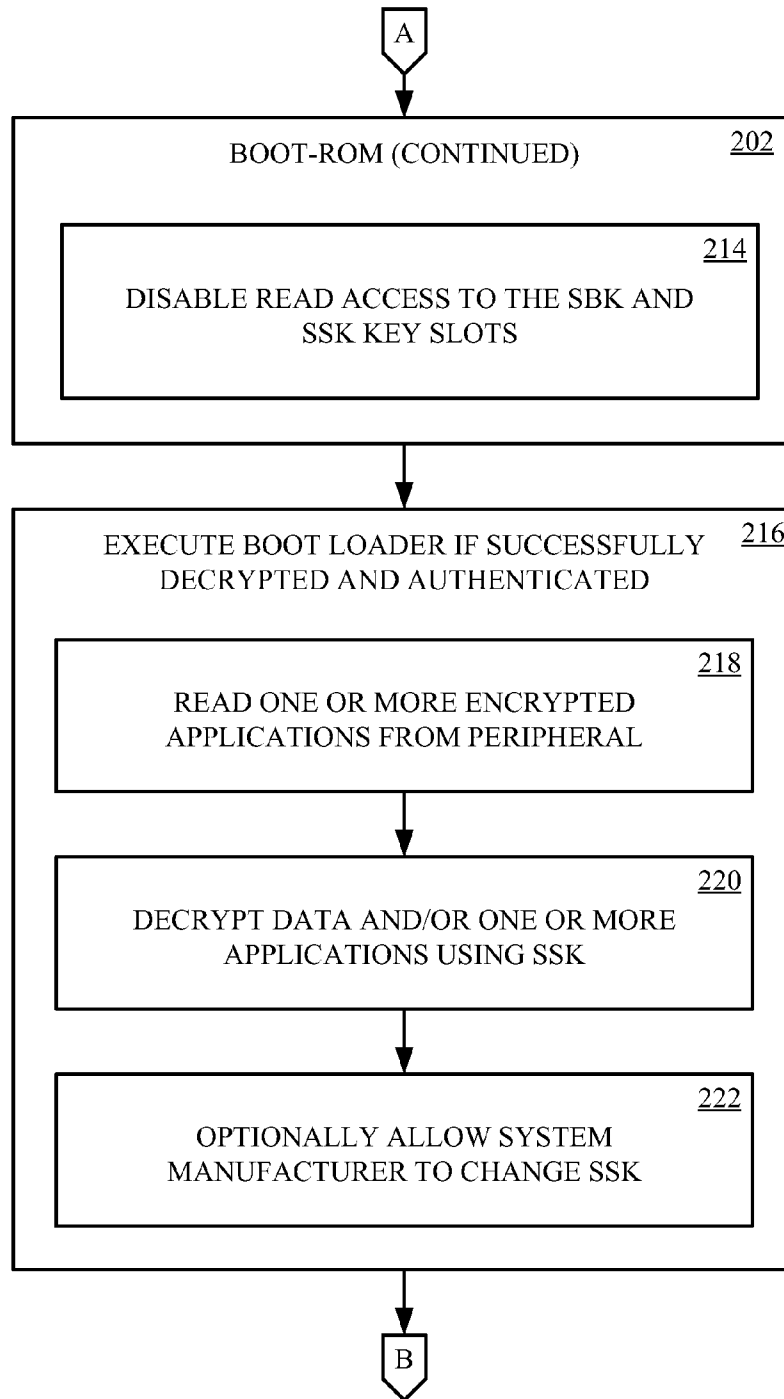 A
BOOT-ROM (CONTINUED)
202
214
DISABLE READ ACCESS TO THE SBK AND
SSK KEY SLOTS
EXECUTE BOOT LOADER IF SUCCESSFULLY
216
DECRYPTED AND AUTHENTICATED
218
READ ONE OR MORE ENCRYPTED
APPLICATIONS FROM PERIPHERAL
220
DECRYPT DATA AND/OR ONE OR MORE
APPLICATIONS USING SSK
222
OPTIONALLY ALLOW SYSTEM
MANUFACTURER TO CHANGE SSK
B